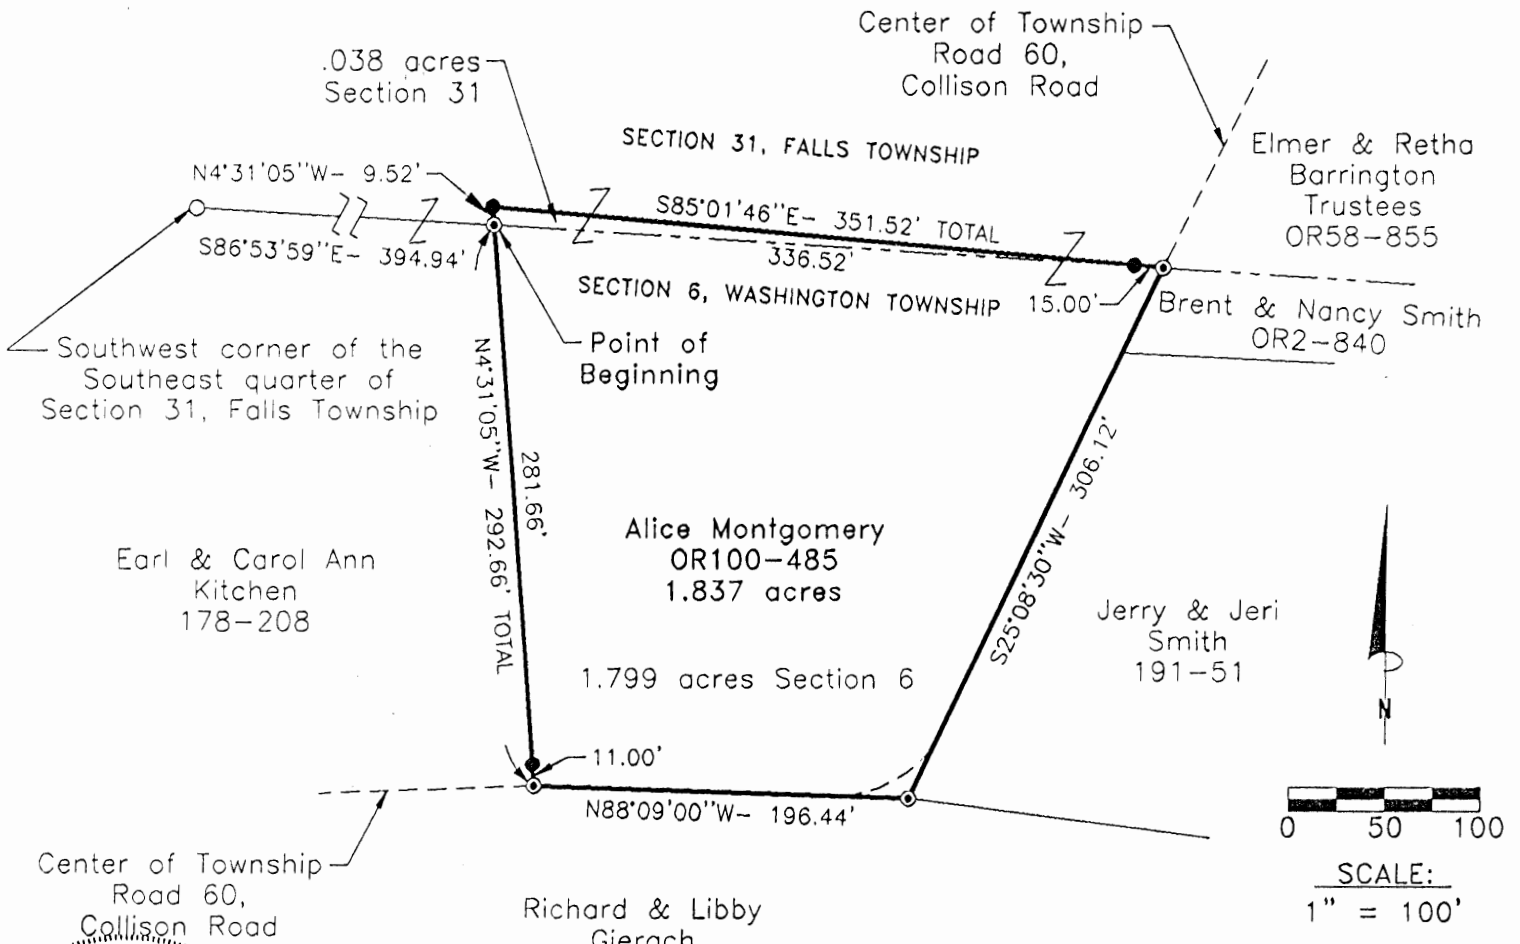 Center of Township
Road 60,
Collison Road
.038 acres
Section 31
SECTION 31, FALLS TOWNSHIP
Elmer & Retha
Barrington
Trustees
OR58-855
N4°31'05"W- 9.52'
S85°01'46"E- 351.52' TOTAL
S86°53'59"E- 394.94'
336.52'
SECTION 6, WASHINGTON TOWNSHIP
15.00'
Brent & Nancy Smith
OR2-840
Southwest corner of the
Southeast quarter of
Section 31, Falls Township
Point of
Beginning
N4°31'05"W- 292.66' TOTAL
281.66'
S25°08'30"W- 306.12'
Alice Montgomery
OR100-485
1.837 acres
Earl & Carol Ann
Kitchen
178-208
Jerry & Jeri
Smith
191-51
1.799 acres Section 6
N
11.00'
N88°09'00"W- 196.44'
0 50 100
SCALE:
1" = 100'
Center of Township
Road 60,
Collison Road
Richard & Libby
Gierach